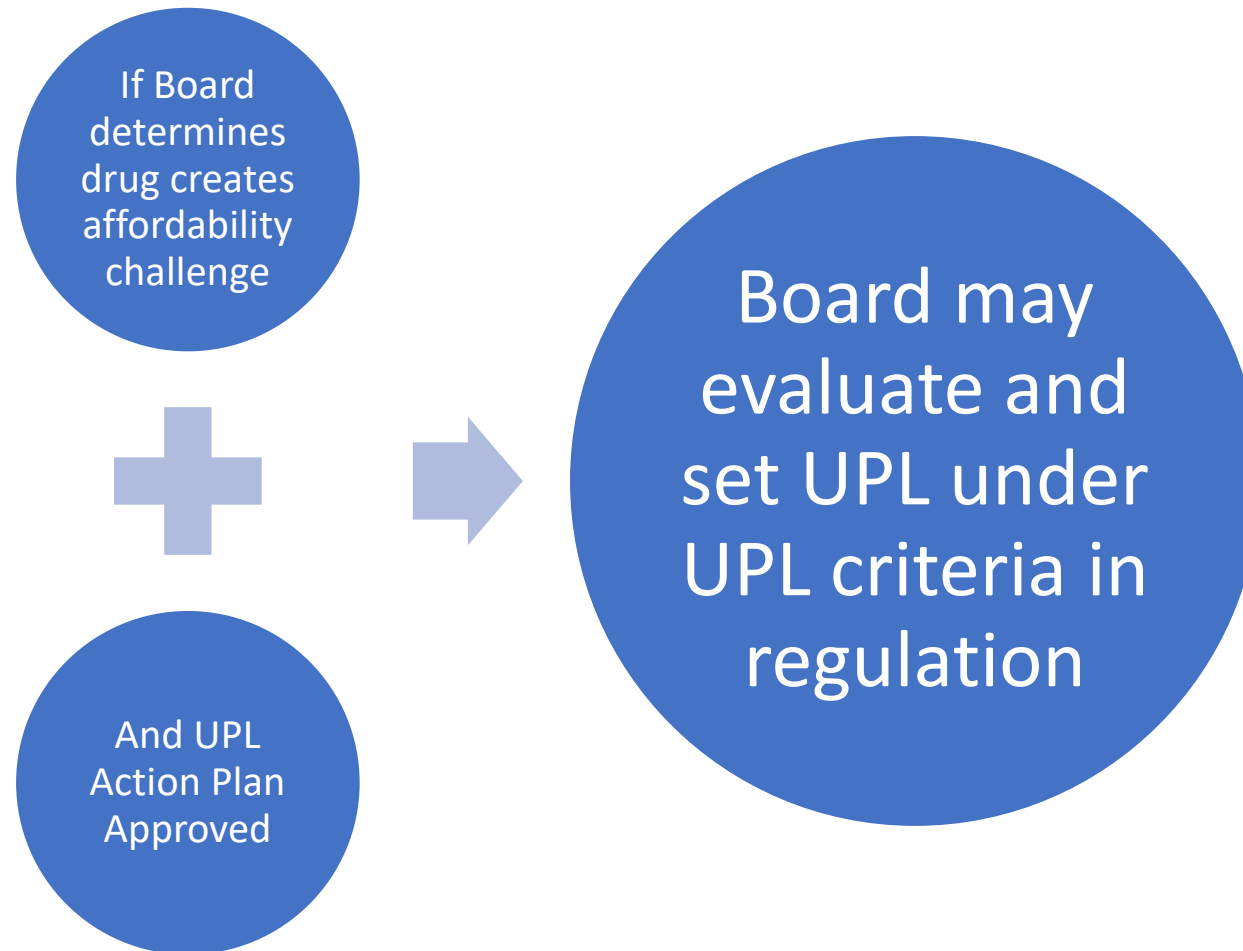 If Board
determines
drug creates
affordability
challenge
And UPL
Action Plan
Approved
Board may
evaluate and
set UPL under
UPL criteria in
regulation